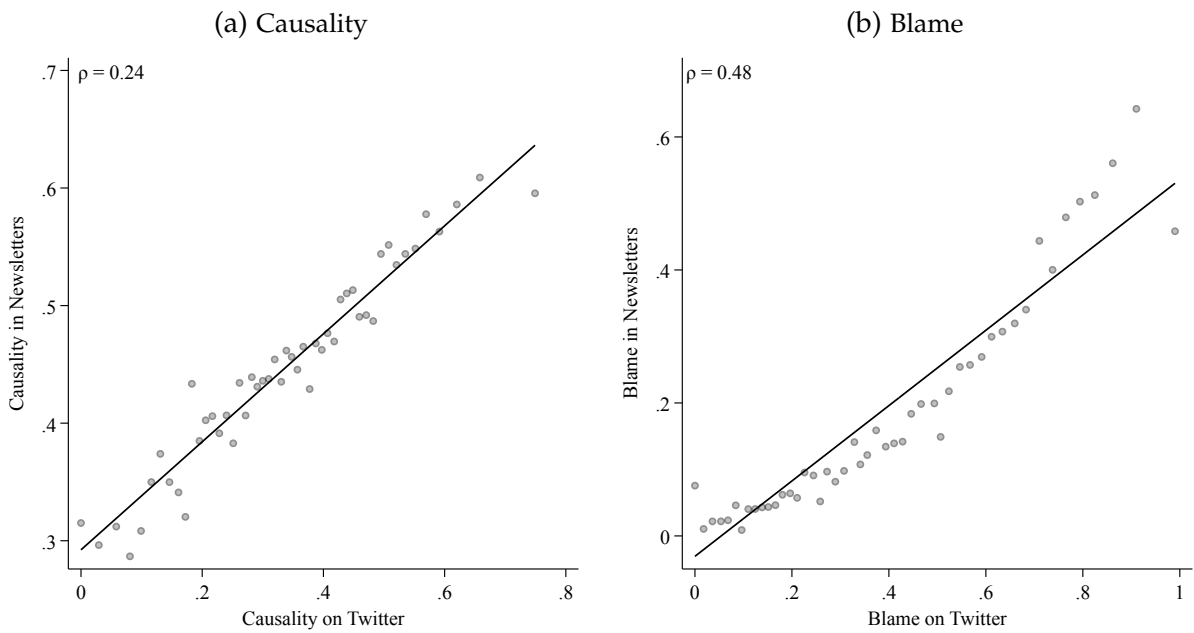 (a) Causality
ρ = 0.24
Causality in Newsletters
.7
.6
.5
.4
.3
0 .2 .4 .6 .8
Causality on Twitter
(b) Blame
ρ = 0.48
Blame in Newsletters
.6
.4
.2
0
0 .2 .4 .6 .8 1
Blame on Twitter